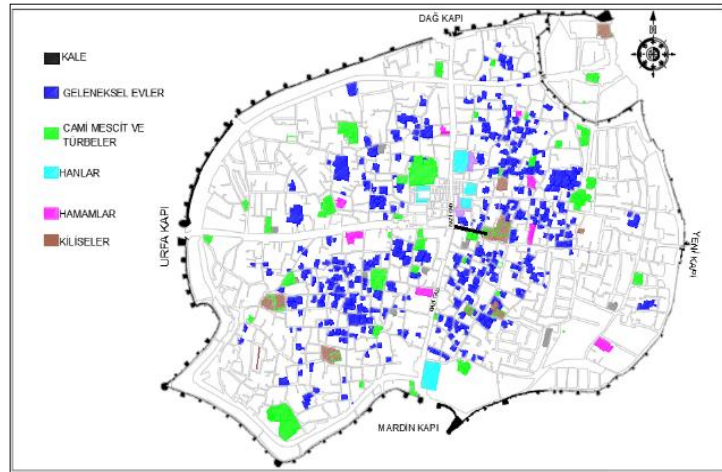 DAĞ KAPI
KALE
GELENEKSEL EVLER
CAMİ MESCİT VE
TÜRBELER
HANLAR
HAMAMLAR
KİLİSELER
URFA KAPI
YENİ KAPI
MARDİN KAPI